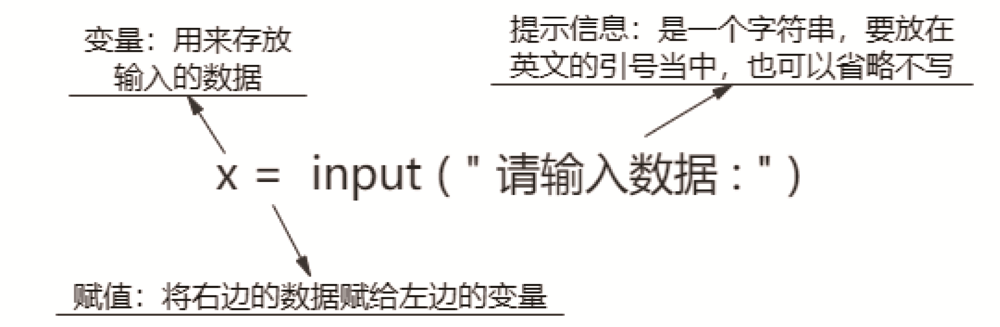 变量：用来存放
输入的数据
提示信息：是一个字符串，要放在
英文的引号当中，也可以省略不写
x = input ( " 请输入数据 : " )
赋值：将右边的数据赋给左边的变量